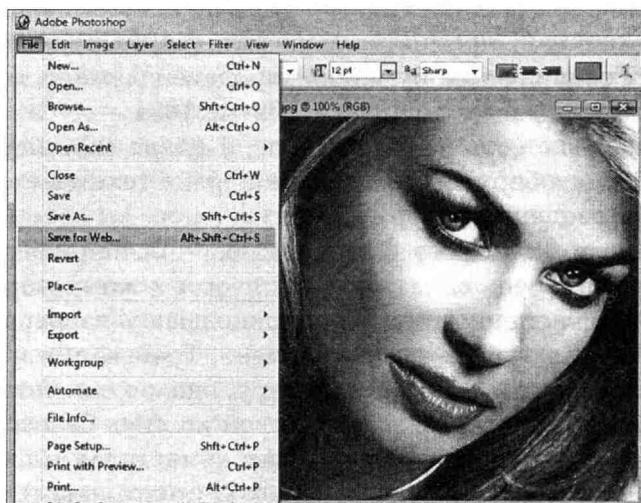 Adobe Photoshop
File Edit Image Layer Select Filter View Window Help
12 pt aa Sharp
jpg @ 100% (RGB)
New... Ctrl+N
Open... Ctrl+O
Browse... Shft+Ctrl+O
Open As... Alt+Ctrl+O
Open Recent
Close Ctrl+W
Save Ctrl+S
Save As... Shft+Ctrl+S
Save for Web... Alt+Shft+Ctrl+S
Revert
Place...
Import
Export
Workgroup
Automate
File Info...
Page Setup... Shft+Ctrl+P
Print with Preview... Ctrl+P
Print... Alt+Ctrl+P